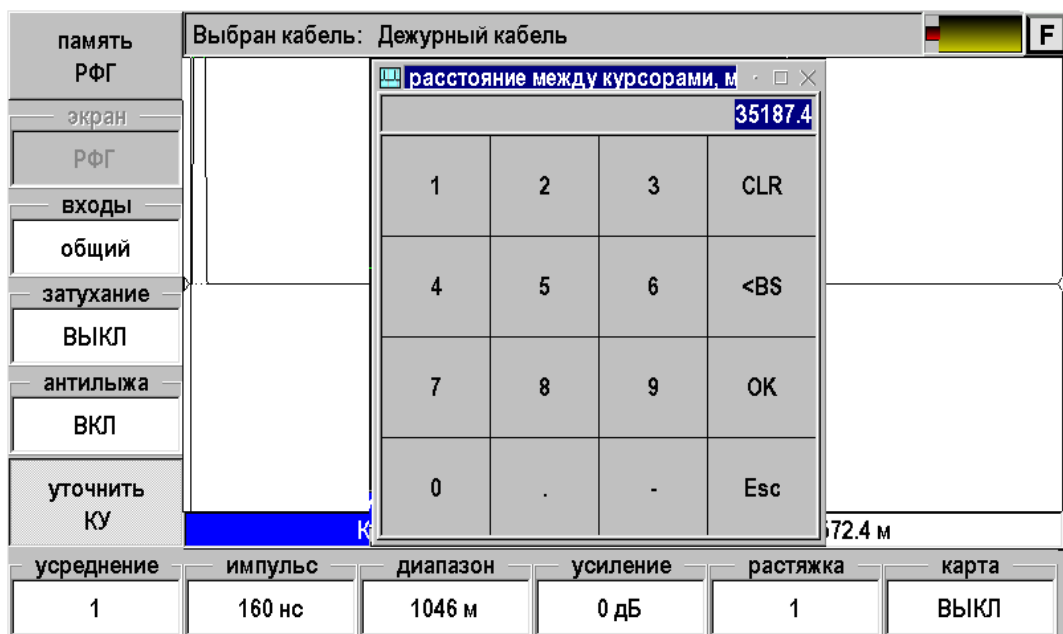 память
РФГ
Выбран кабель: Дежурный кабель
F
расстояние между курсорами, м
35187.4
экран
РФГ
входы
общий
затухание
ВЫКЛ
антилыжа
ВКЛ
уточнить
КУ
1 2 3 CLR
4 5 6 <BS
7 8 9 OK
0 . - Esc
572.4 м
усреднение
1
импульс
160 нс
диапазон
1046 м
усиление
0 дБ
растяжка
1
карта
ВЫКЛ